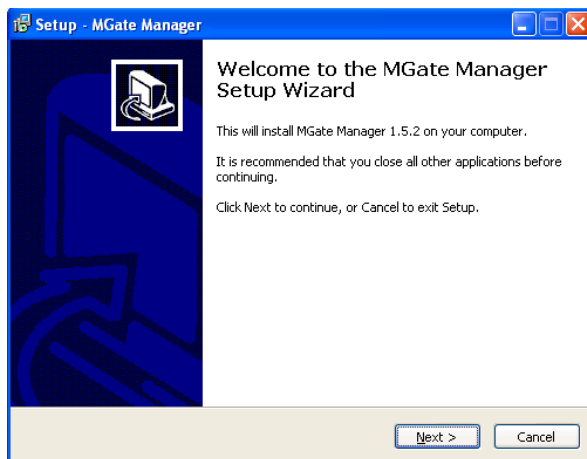 Setup - MGate Manager
Welcome to the MGate Manager
Setup Wizard
This will install MGate Manager 1.5.2 on your computer.
It is recommended that you close all other applications before
continuing.
Click Next to continue, or Cancel to exit Setup.
Next >
Cancel